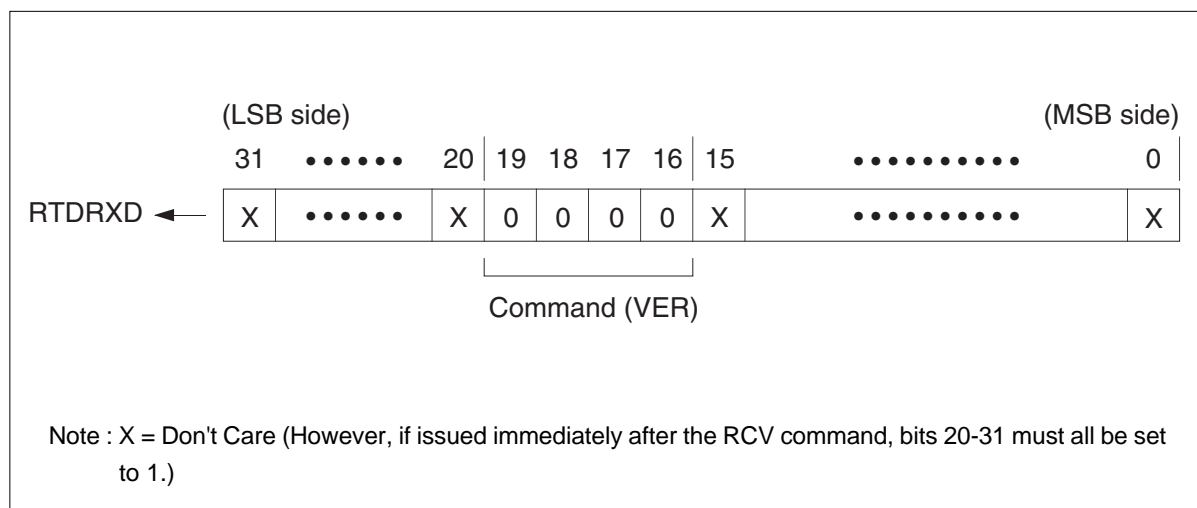 (LSB side) (MSB side)
31 •••••• 20 19 18 17 16 15 •••••••••• 0
RTDRXD X •••••• X 0 0 0 0 X •••••••••• X
Command (VER)
Note : X = Don't Care (However, if issued immediately after the RCV command, bits 20-31 must all be set
to 1.)